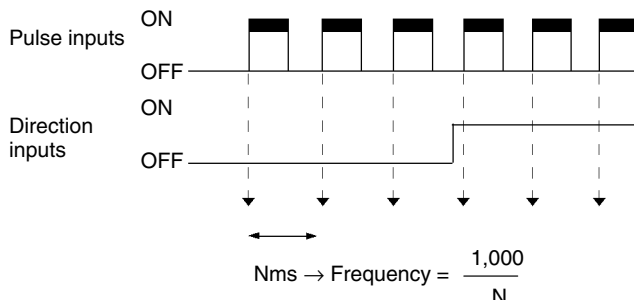 ON
Pulse inputs
OFF
ON
Direction
inputs
OFF
Nms → Frequency = 1,000
N